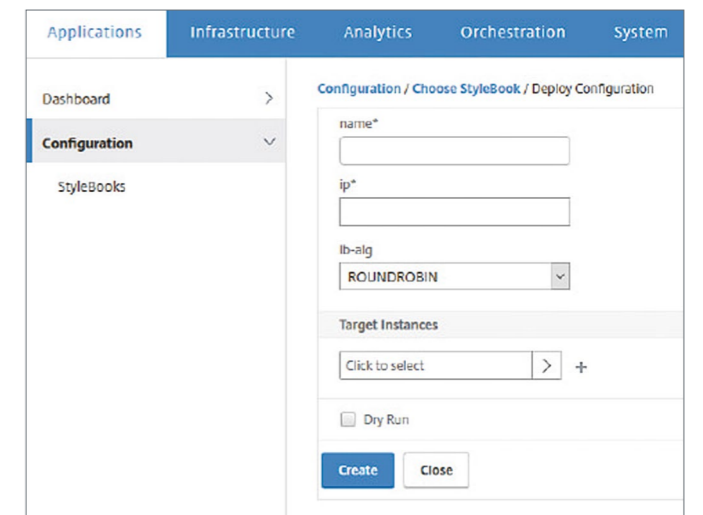 Applications Infrastructure Analytics Orchestration System
Dashboard
Configuration
StyleBooks
Configuration / Choose StyleBook / Deploy Configuration
name*
ip*
lb-alg
ROUNDROBIN
Target Instances
Click to select
Dry Run
Create Close